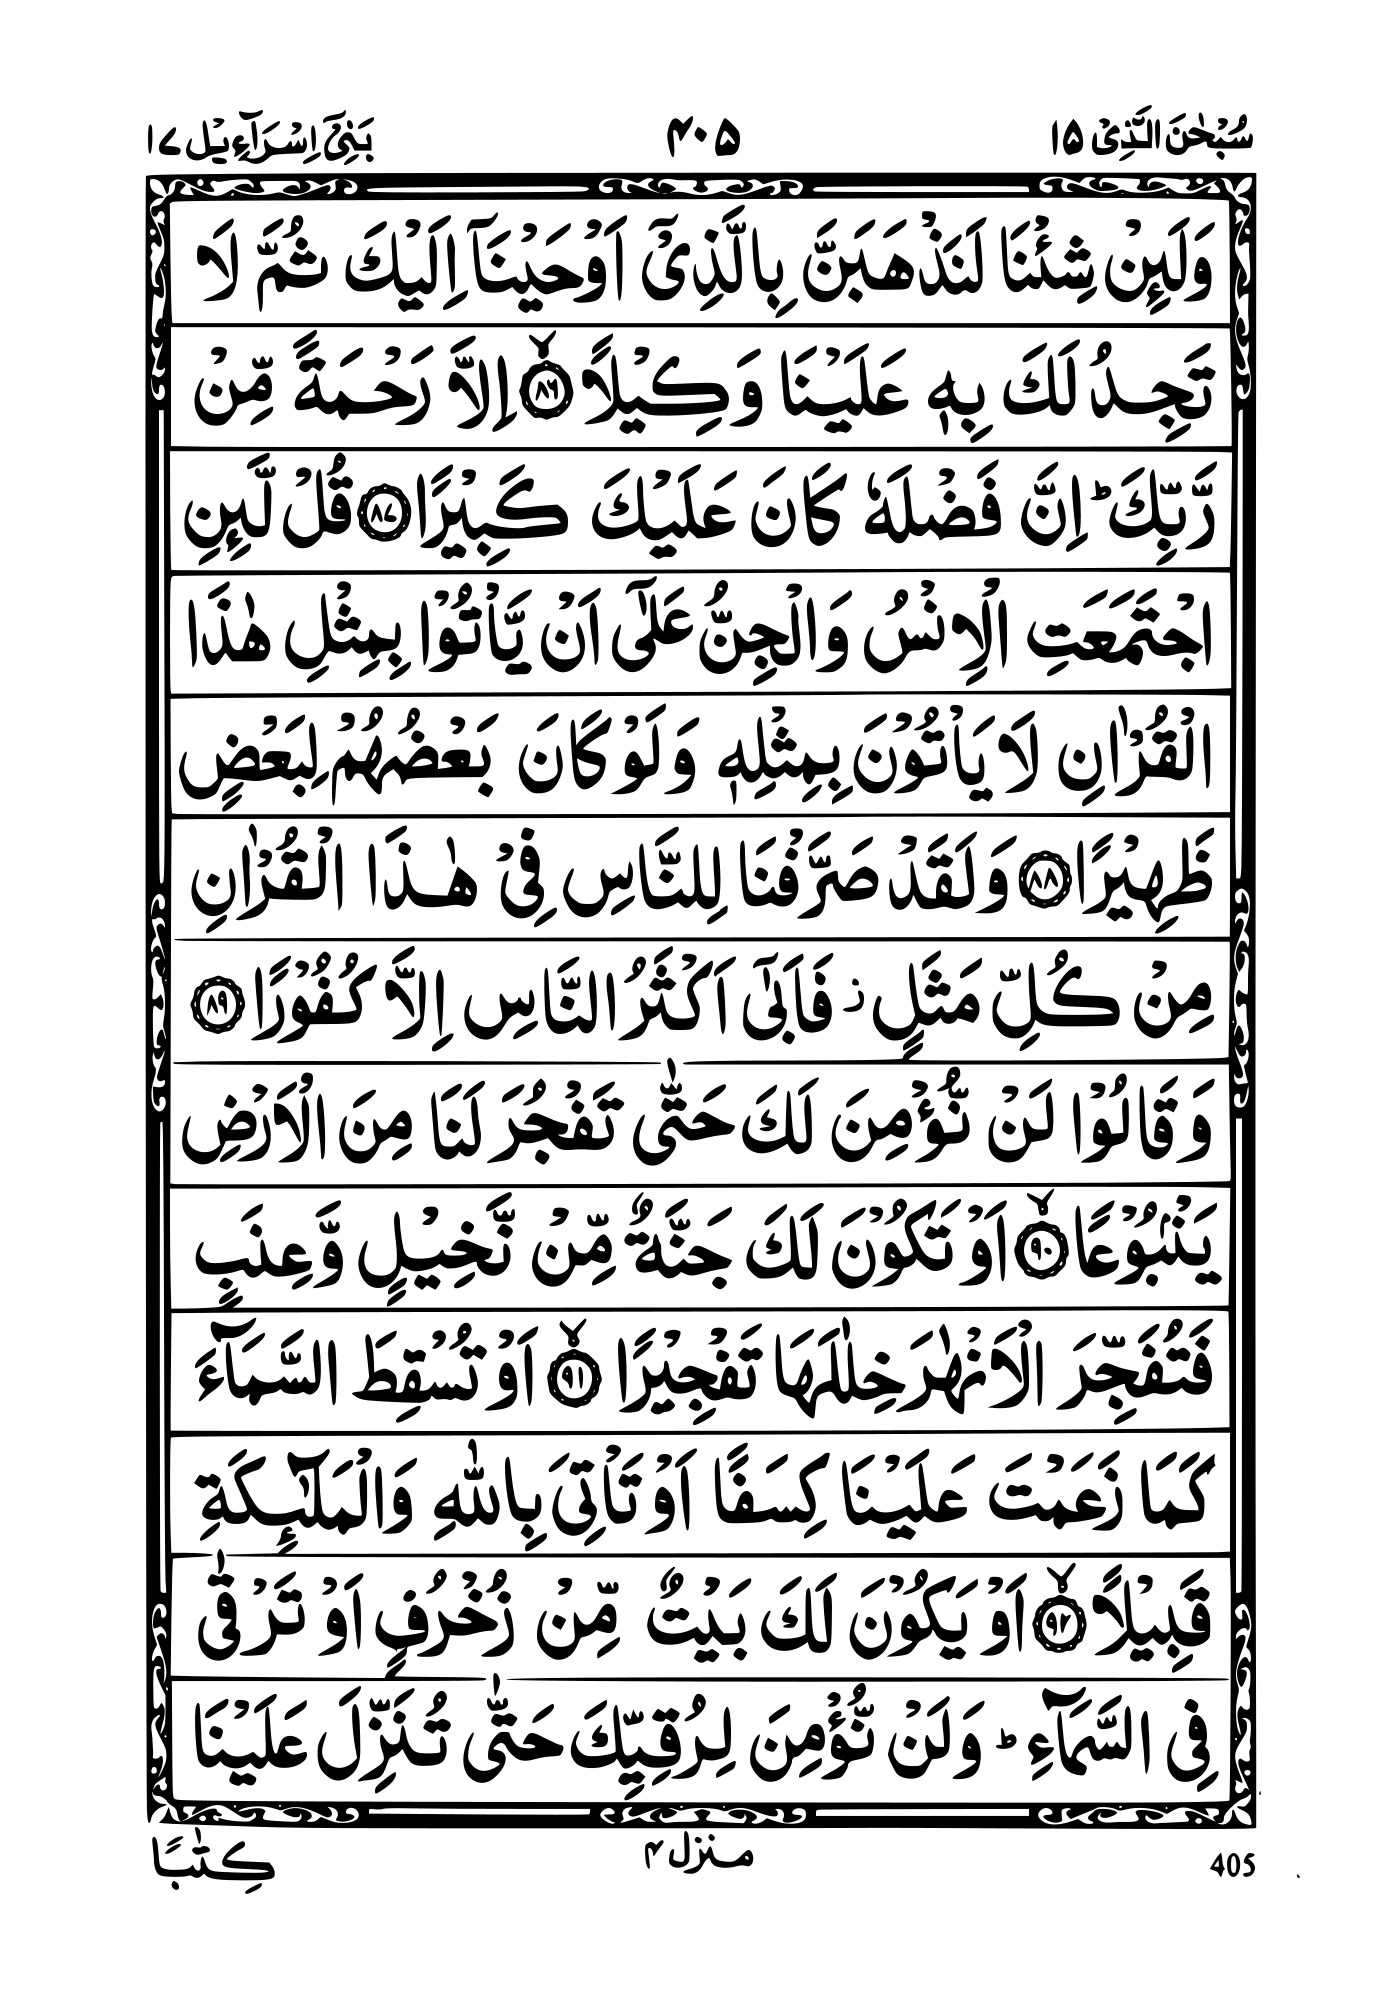 سُبْحٰنَ الَّذِیْ ۱۵
۴۰۵
بَنِیْٓ اِسْرَآءِیْل ۱۷
وَلَئِنْ شِئْنَا لَنَذْهَبَنَّ بِالَّذِیْٓ اَوْحَیْنَآ اِلَیْكَ ثُمَّ لَا
تَجِدُ لَكَ بِهٖ عَلَیْنَا وَكِیْلًا ﴿۸۶﴾ۙ اِلَّا رَحْمَةً مِّنْ
رَّبِّكَ ؕ اِنَّ فَضْلَهٗ كَانَ عَلَیْكَ كَبِیْرًا ﴿۸۷﴾ قُلْ لَّئِنِ
اجْتَمَعَتِ الْاِنْسُ وَالْجِنُّ عَلٰٓی اَنْ یَّاْتُوْا بِمِثْلِ هٰذَا
الْقُرْاٰنِ لَا یَاْتُوْنَ بِمِثْلِهٖ وَلَوْ كَانَ بَعْضُهُمْ لِبَعْضٍ
ظَهِیْرًا ﴿۸۸﴾ وَلَقَدْ صَرَّفْنَا لِلنَّاسِ فِیْ هٰذَا الْقُرْاٰنِ
مِنْ كُلِّ مَثَلٍ ز فَاَبٰٓی اَكْثَرُ النَّاسِ اِلَّا كُفُوْرًا ﴿۸۹﴾
وَقَالُوْا لَنْ نُّؤْمِنَ لَكَ حَتّٰی تَفْجُرَ لَنَا مِنَ الْاَرْضِ
یَنْۢبُوْعًا ﴿۹۰﴾ۙ اَوْ تَكُوْنَ لَكَ جَنَّةٌ مِّنْ نَّخِیْلٍ وَّعِنَبٍ
فَتُفَجِّرَ الْاَنْهٰرَ خِلٰلَهَا تَفْجِیْرًا ﴿۹۱﴾ۙ اَوْ تُسْقِطَ السَّمَآءَ
كَمَا زَعَمْتَ عَلَیْنَا كِسَفًا اَوْ تَاْتِیَ بِاللّٰهِ وَالْمَلٰٓئِكَةِ
قَبِیْلًا ﴿۹۲﴾ۙ اَوْ یَكُوْنَ لَكَ بَیْتٌ مِّنْ زُخْرُفٍ اَوْ تَرْقٰی
فِی السَّمَآءِ ؕ وَلَنْ نُّؤْمِنَ لِرُقِیِّكَ حَتّٰی تُنَزِّلَ عَلَیْنَا
405
منزل ۴
كِتٰبًا